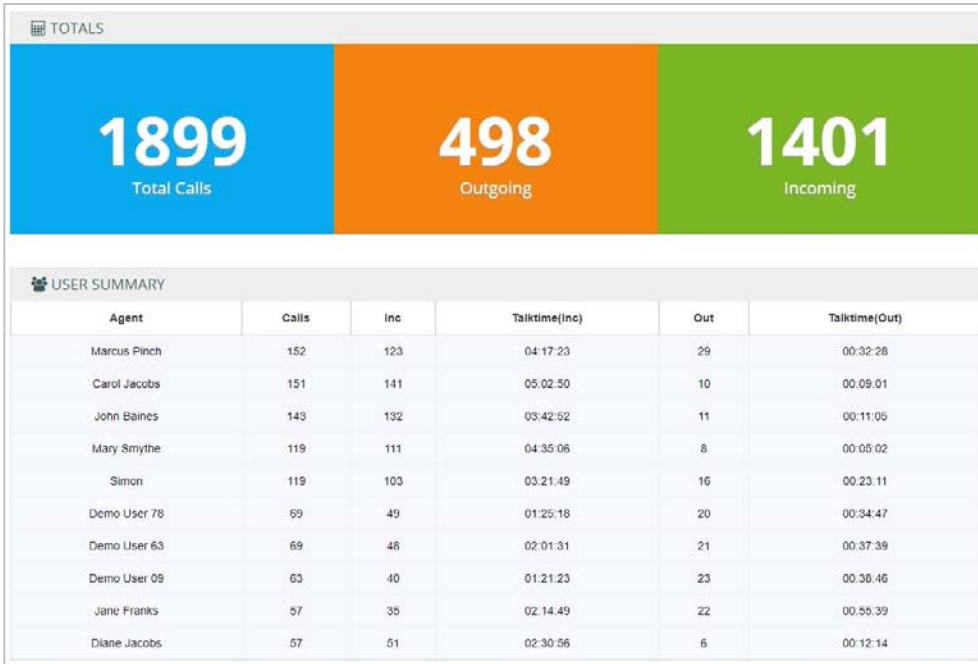 TOTALS
1899 498 1401
Total Calls Outgoing Incoming
USER SUMMARY
Agent Calls Inc Talktime(Inc) Out Talktime(Out)
Marcus Pinch 152 123 04:17:23 29 00:32:28
Carol Jacobs 151 141 05:02:50 10 00:09:01
John Baines 143 132 03:42:52 11 00:11:05
Mary Smythe 119 111 04:35:06 8 00:05:02
Simon 119 103 03:21:49 16 00:23:11
Demo User 78 69 49 01:25:18 20 00:34:47
Demo User 63 69 48 02:01:31 21 00:37:39
Demo User 09 63 40 01:21:23 23 00:38:46
Jane Franks 57 35 02:14:49 22 00:55:39
Diane Jacobs 57 51 02:30:56 6 00:12:14